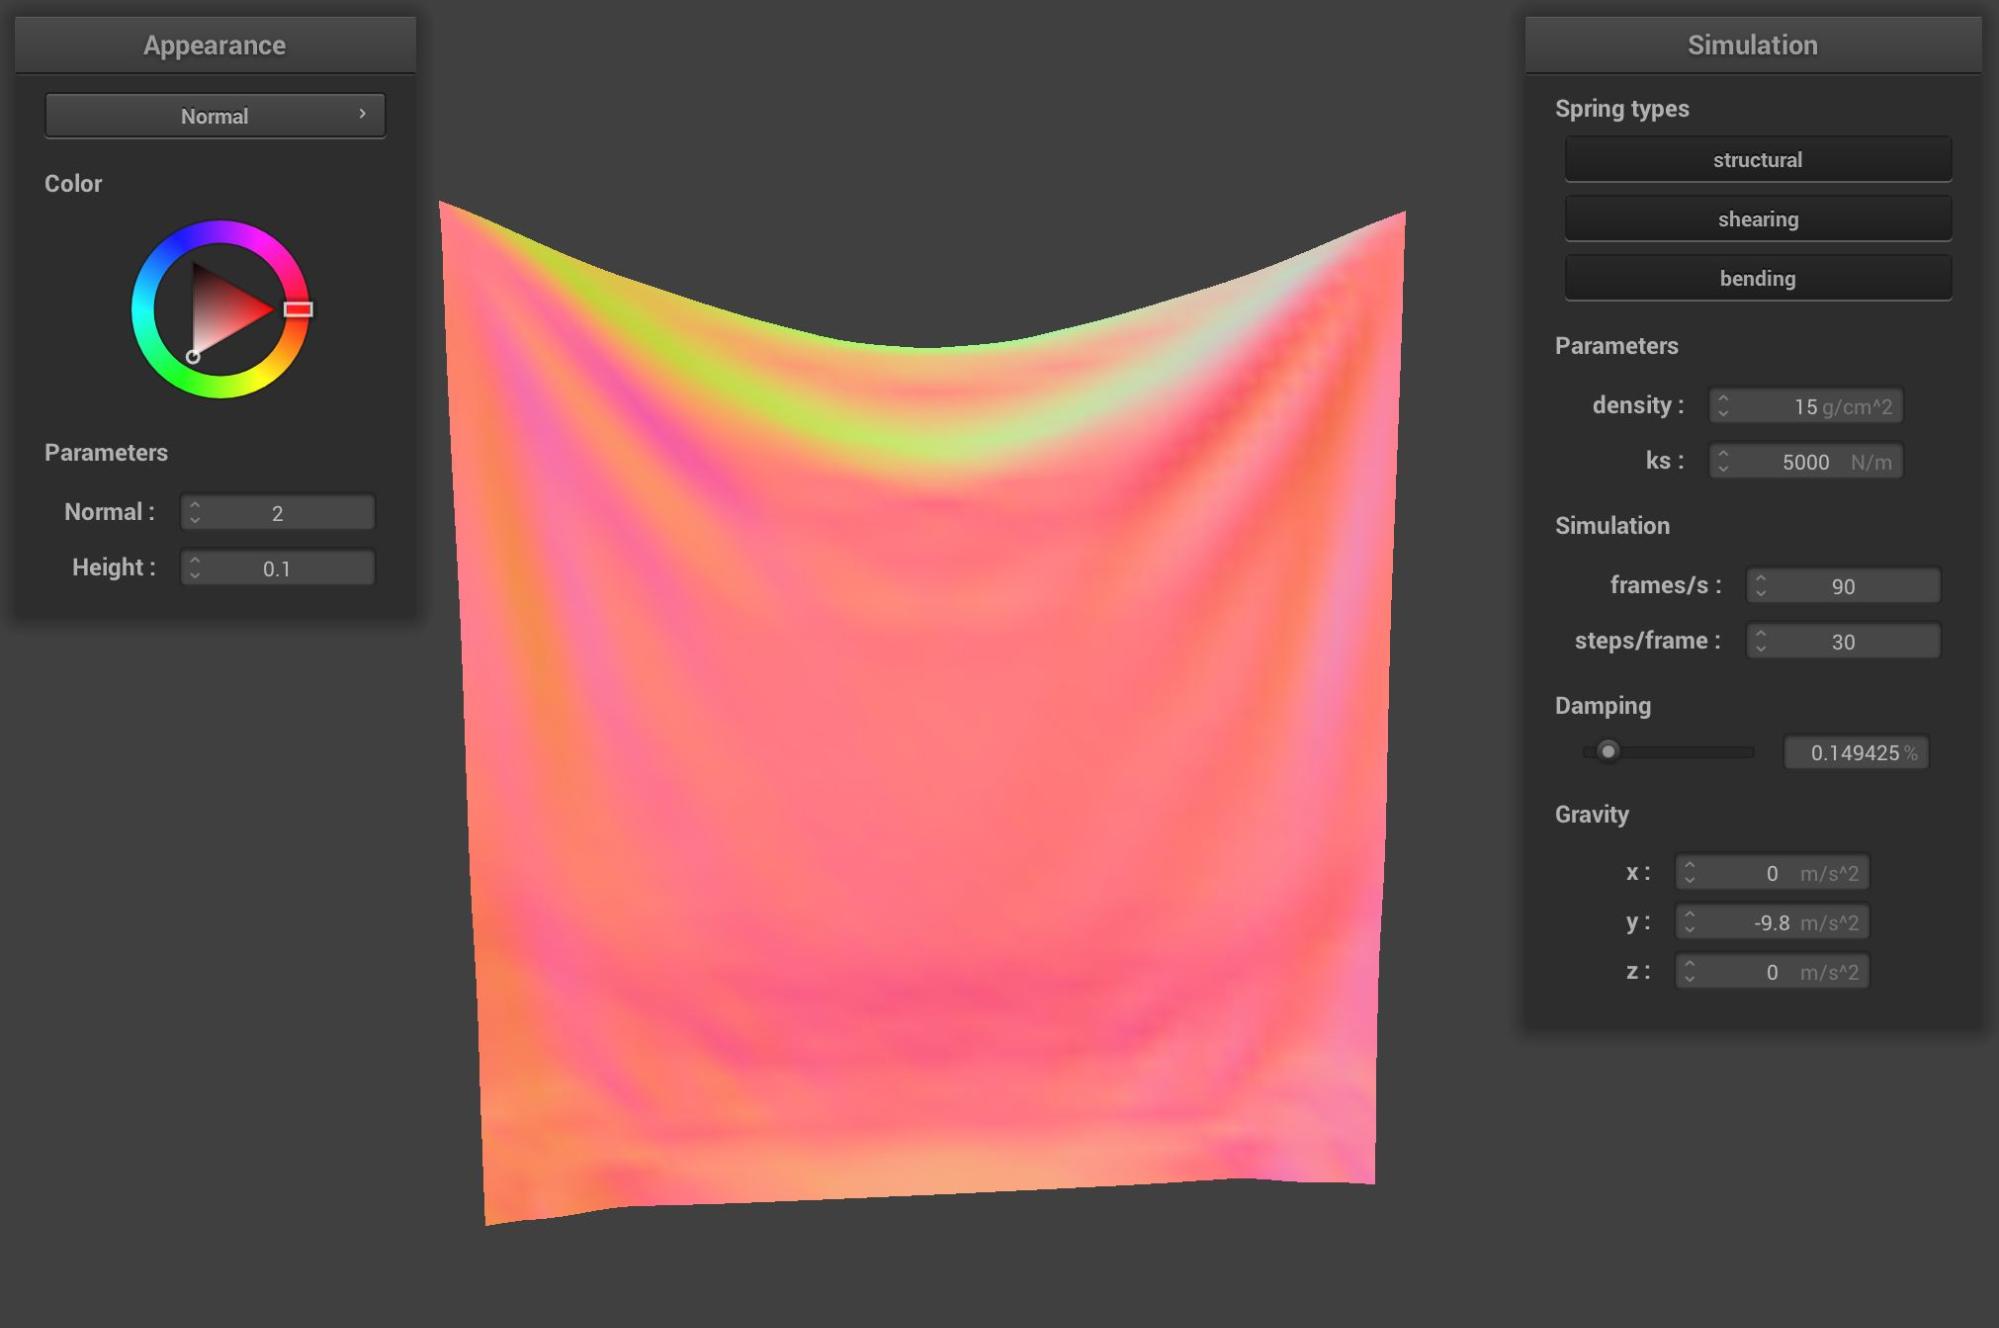 Appearance
Normal
Color
Parameters
Normal : 2
Height : 0.1
Simulation
Spring types
structural
shearing
bending
Parameters
density : 15 g/cm^2
ks : 5000 N/m
Simulation
frames/s : 90
steps/frame : 30
Damping
0.149425 %
Gravity
x : 0 m/s^2
y : -9.8 m/s^2
z : 0 m/s^2